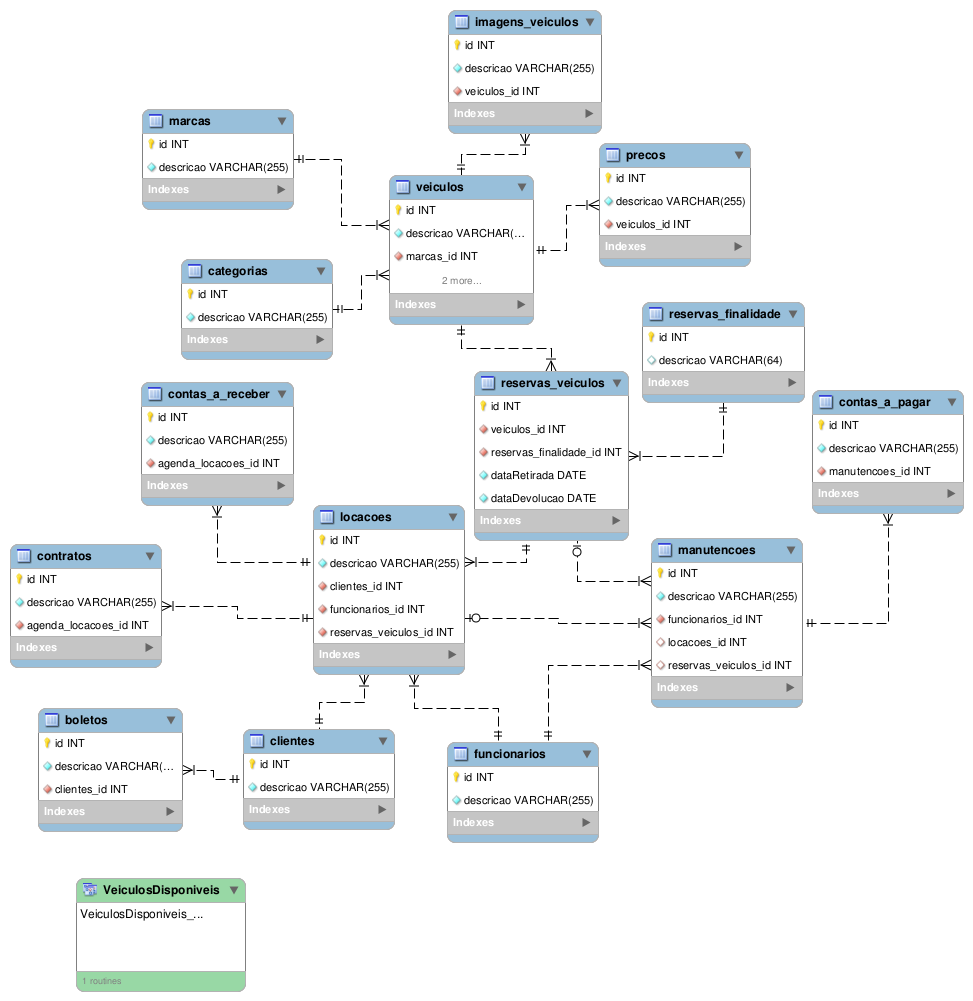 imagens_veiculos
id INT
descricao VARCHAR(255)
veiculos_id INT
Indexes
marcas
id INT
descricao VARCHAR(255)
Indexes
precos
id INT
descricao VARCHAR(255)
veiculos_id INT
Indexes
veiculos
id INT
descricao VARCHAR(...
marcas_id INT
2 more...
Indexes
categorias
id INT
descricao VARCHAR(255)
Indexes
reservas_finalidade
id INT
descricao VARCHAR(64)
Indexes
reservas_veiculos
id INT
veiculos_id INT
reservas_finalidade_id INT
dataRetirada DATE
dataDevolucao DATE
Indexes
contas_a_receber
id INT
descricao VARCHAR(255)
agenda_locacoes_id INT
Indexes
contas_a_pagar
id INT
descricao VARCHAR(255)
manutencoes_id INT
Indexes
locacoes
id INT
descricao VARCHAR(255)
clientes_id INT
funcionarios_id INT
reservas_veiculos_id INT
Indexes
contratos
id INT
descricao VARCHAR(255)
agenda_locacoes_id INT
Indexes
manutencoes
id INT
descricao VARCHAR(255)
funcionarios_id INT
locacoes_id INT
reservas_veiculos_id INT
Indexes
boletos
id INT
descricao VARCHAR(...
clientes_id INT
Indexes
clientes
id INT
descricao VARCHAR(255)
Indexes
funcionarios
id INT
descricao VARCHAR(255)
Indexes
VeiculosDisponiveis
VeiculosDisponiveis_...
1 routines